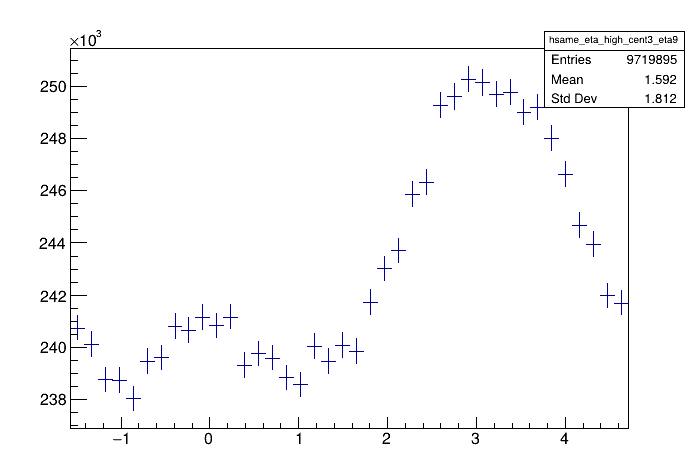 ×10³
hsame_eta_high_cent3_eta9
Entries 9719895
Mean 1.592
Std Dev 1.812
250
248
246
244
242
240
238
−1 0 1 2 3 4